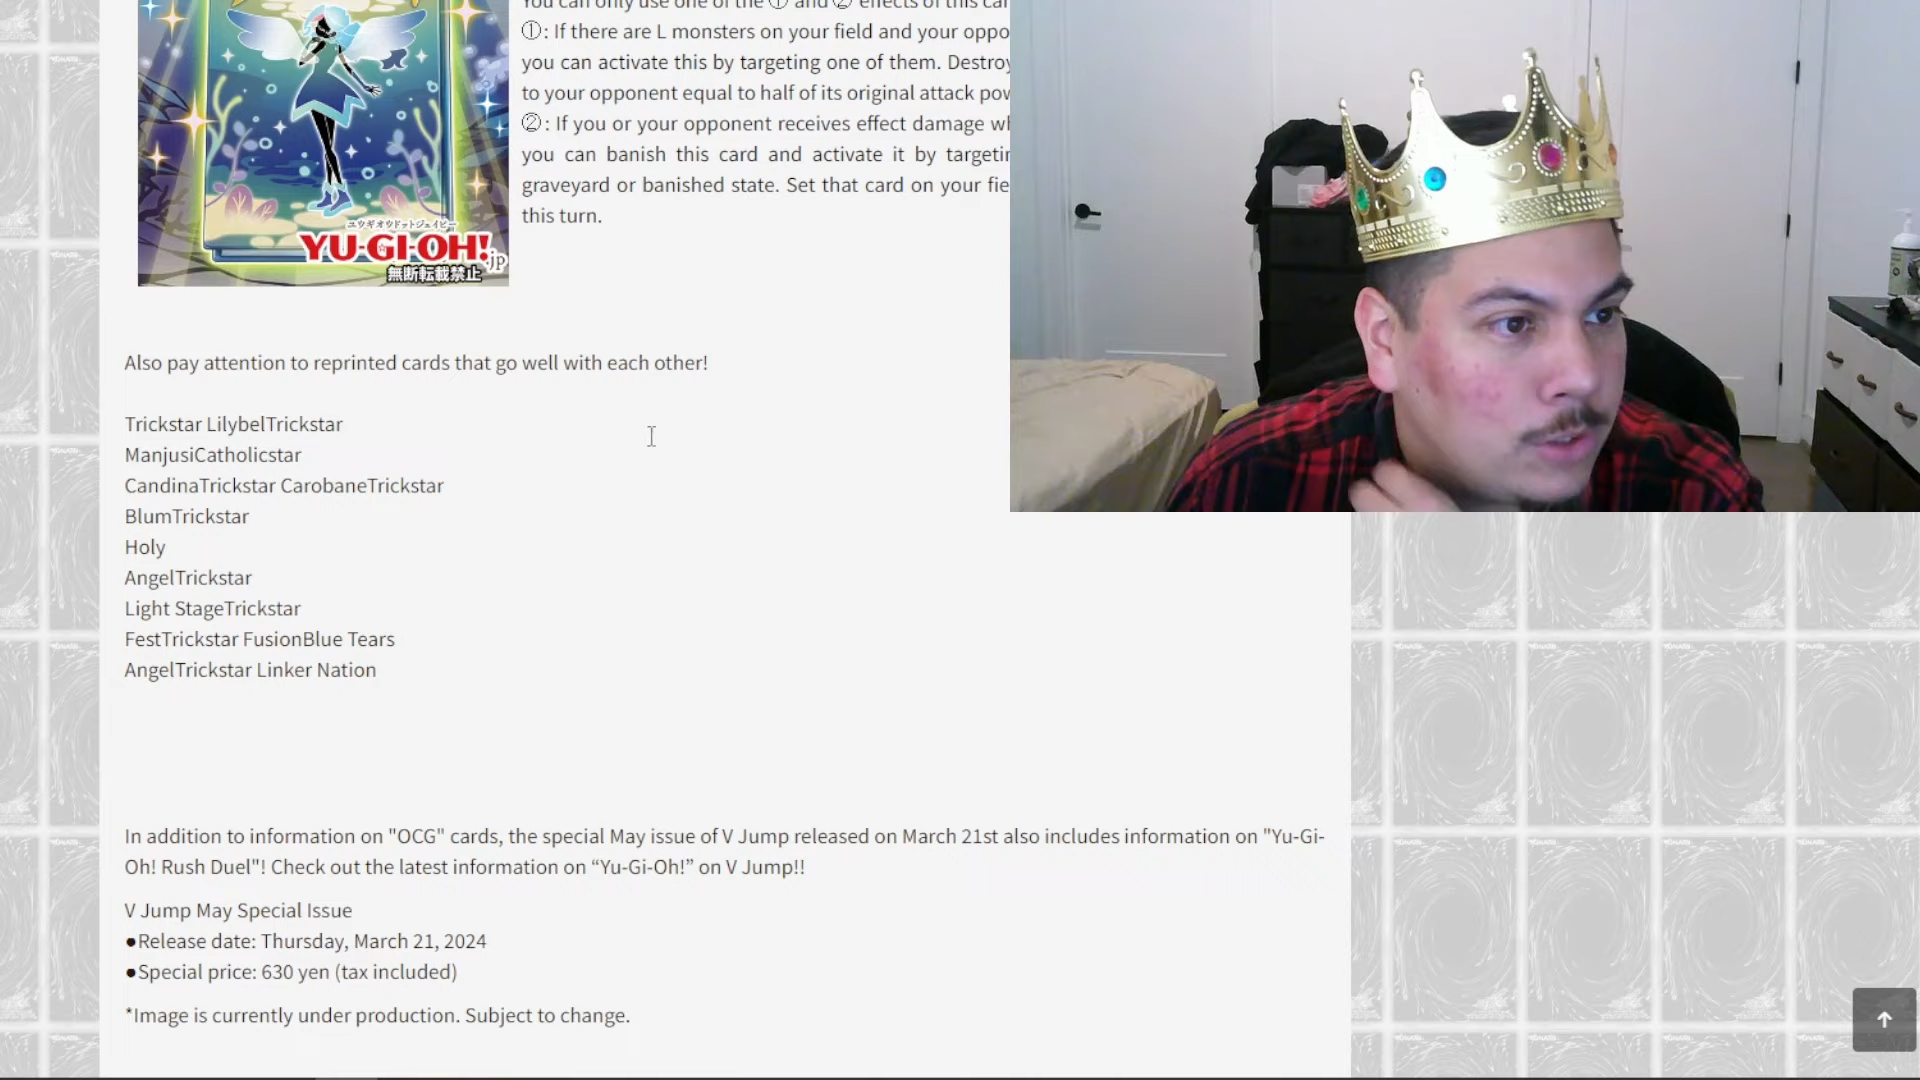 You can only use one of the ① and ② effects of this car
①: If there are L monsters on your field and your oppo
you can activate this by targeting one of them. Destroy
to your opponent equal to half of its original attack pow
②: If you or your opponent receives effect damage wh
you can banish this card and activate it by targetin
graveyard or banished state. Set that card on your fie
this turn.
ユウギオウドットジェイピー
YU-GI-OH!.jp
無断転載禁止
Also pay attention to reprinted cards that go well with each other!
Trickstar LilybelTrickstar
ManjusiCatholicstar
CandinaTrickstar CarobaneTrickstar
BlumTrickstar
Holy
AngelTrickstar
Light StageTrickstar
FestTrickstar FusionBlue Tears
AngelTrickstar Linker Nation
In addition to information on "OCG" cards, the special May issue of V Jump released on March 21st also includes information on "Yu-Gi-
Oh! Rush Duel"! Check out the latest information on “Yu-Gi-Oh!” on V Jump!!
V Jump May Special Issue
●Release date: Thursday, March 21, 2024
●Special price: 630 yen (tax included)
*Image is currently under production. Subject to change.